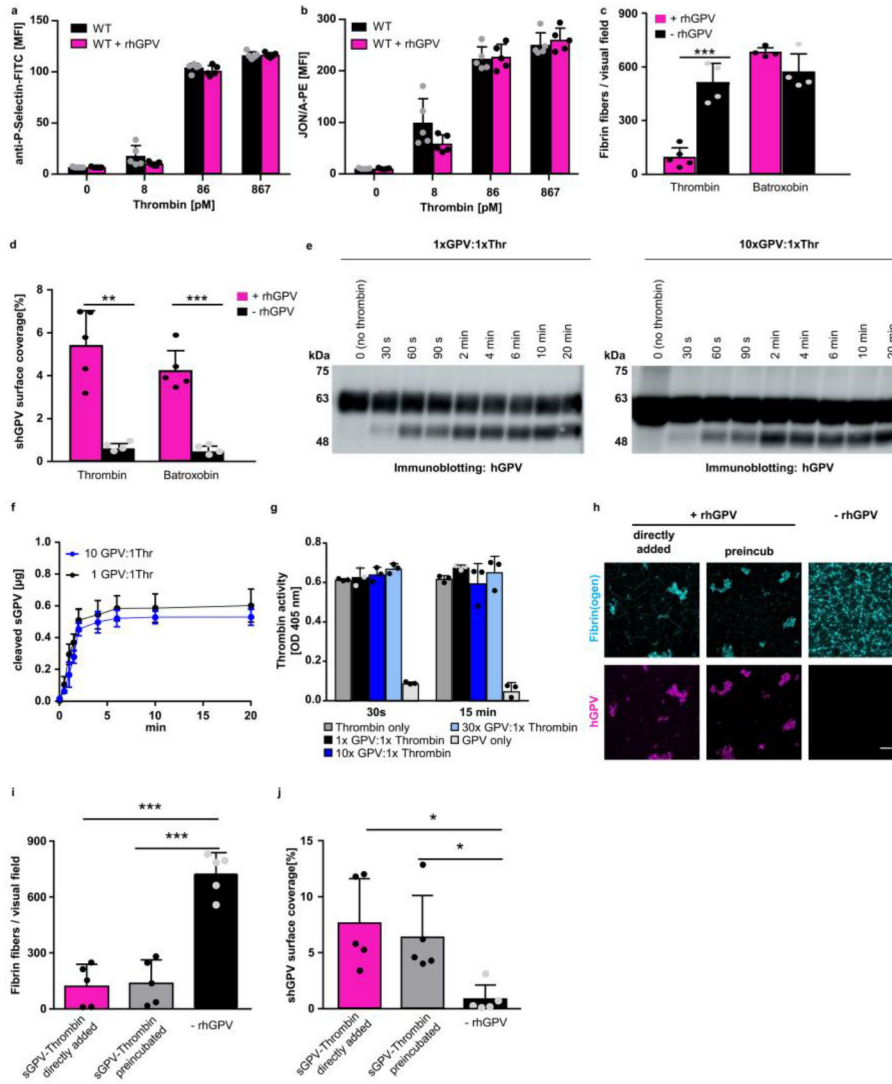 a
anti-P-Selectin-FITC [MFI]
150
100
50
0
WT
WT + rhGPV
0
8
86
867
Thrombin [pM]
b
JON/A-PE [MFI]
400
300
200
100
0
WT
WT + rhGPV
0
8
86
867
Thrombin [pM]
c
+ rhGPV
- rhGPV
Fibrin fibers / visual field
900
600
300
0
***
Thrombin
Batroxobin
d
shGPV surface coverage[%]
8
6
4
2
0
**
***
+ rhGPV
- rhGPV
Thrombin
Batroxobin
e
1xGPV:1xThr
0 (no thrombin)
30 s
60 s
90 s
2 min
4 min
6 min
10 min
20 min
kDa
75
63
48
Immunoblotting: hGPV
10xGPV:1xThr
0 (no thrombin)
30 s
60 s
90 s
2 min
4 min
6 min
10 min
20 min
kDa
75
63
48
Immunoblotting: hGPV
f
cleaved sGPV [µg]
1.0
0.8
0.6
0.4
0.2
0.0
10 GPV:1Thr
1 GPV:1Thr
0
5
10
15
20
min
g
Thrombin activity
[OD 405 nm]
0.8
0.6
0.4
0.2
0.0
30s
15 min
Thrombin only
30x GPV:1x Thrombin
1x GPV:1x Thrombin
GPV only
10x GPV:1x Thrombin
h
+ rhGPV
- rhGPV
directly
added
preincub
Fibrin(ogen)
hGPV
i
Fibrin fibers / visual field
900
600
300
0
***
***
sGPV-Thrombin
directly added
sGPV-Thrombin
preincubated
- rhGPV
j
shGPV surface coverage[%]
15
10
5
0
*
*
sGPV-Thrombin
directly added
sGPV-Thrombin
preincubated
- rhGPV